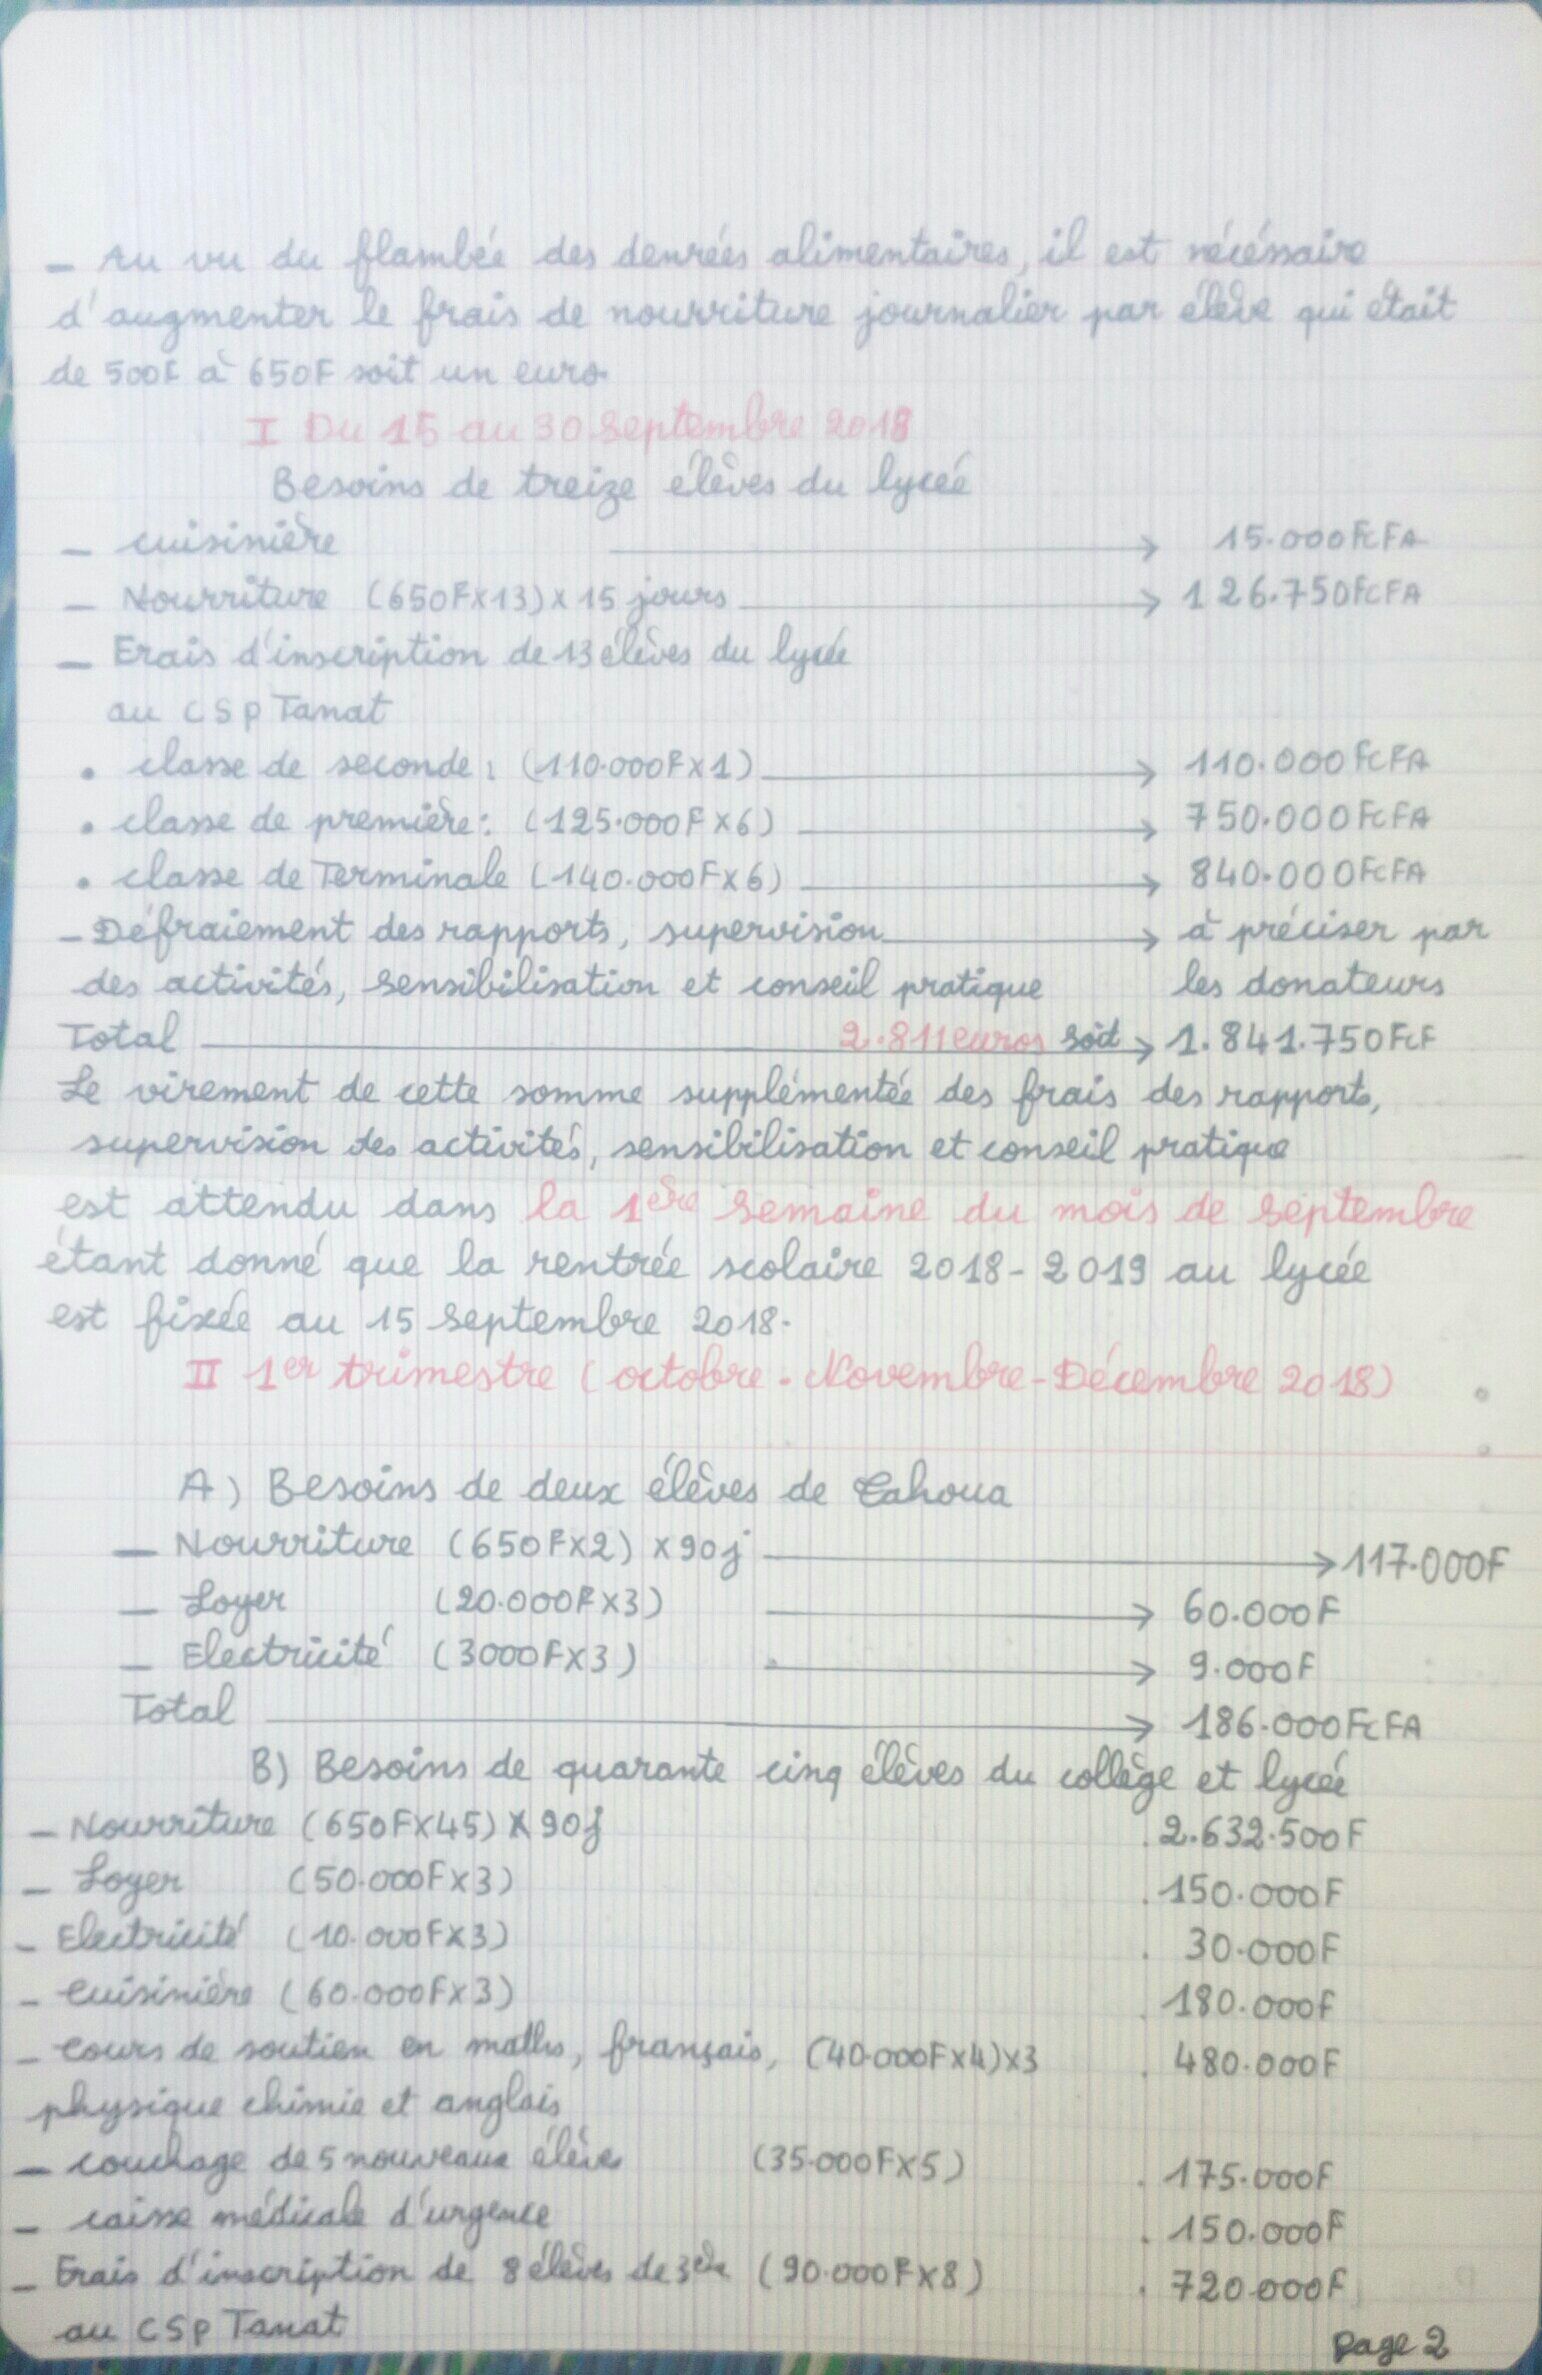 - Au vu du flambée des denrées alimentaires, il est nécéssaire
d'augmenter le frais de nourriture journalier par élève qui était
de 500F à 650F soit un euro.
I Du 15 au 30 Septembre 2018
Besoins de treize élèves du lycée
- cuisinière → 15.000FCFA
- Nourriture (650F×13)×15 jours → 126.750FCFA
- Frais d'inscription de 13 élèves du lycée
au CSP Tanat
• classe de seconde: (110.000F×1) → 110.000FCFA
• classe de première: (125.000F×6) → 750.000FCFA
• classe de Terminale (140.000F×6) → 840.000FCFA
- Défraiement des rapports, supervision → à préciser par
des activités, sensibilisation et conseil pratique les donateurs
Total 2.811 euros soit → 1.841.750FCF
Le virement de cette somme supplémentée des frais des rapports,
supervision des activités, sensibilisation et conseil pratique
est attendu dans la 1ère semaine du mois de septembre
étant donné que la rentrée scolaire 2018-2019 au lycée
est fixée au 15 septembre 2018.
II 1er trimestre (octobre - Novembre - Décembre 2018)
A) Besoins de deux élèves de Tahoua
- Nourriture (650F×2) ×90j → 117.000F
- Loyer (20.000F×3) → 60.000F
- Electricité (3000F×3) → 9.000F
Total → 186.000FCFA
B) Besoins de quarante cinq élèves du collège et lycée
- Nourriture (650F×45) × 90j . 2.632.500F
- Loyer (50.000F×3) . 150.000F
- Electricité (10.000F×3) . 30.000F
- Cuisinière (60.000F×3) . 180.000F
- Cours de soutien en maths, français, (40.000F×4)×3 . 480.000F
physique chimie et anglais
- couchage de 5 nouveaux élèves (35.000F×5) . 175.000F
- caisse médicale d'urgence . 150.000F
- Frais d'inscription de 8 élèves de 3ème (90.000F×8) . 720.000F
au CSP Tanat
page 2